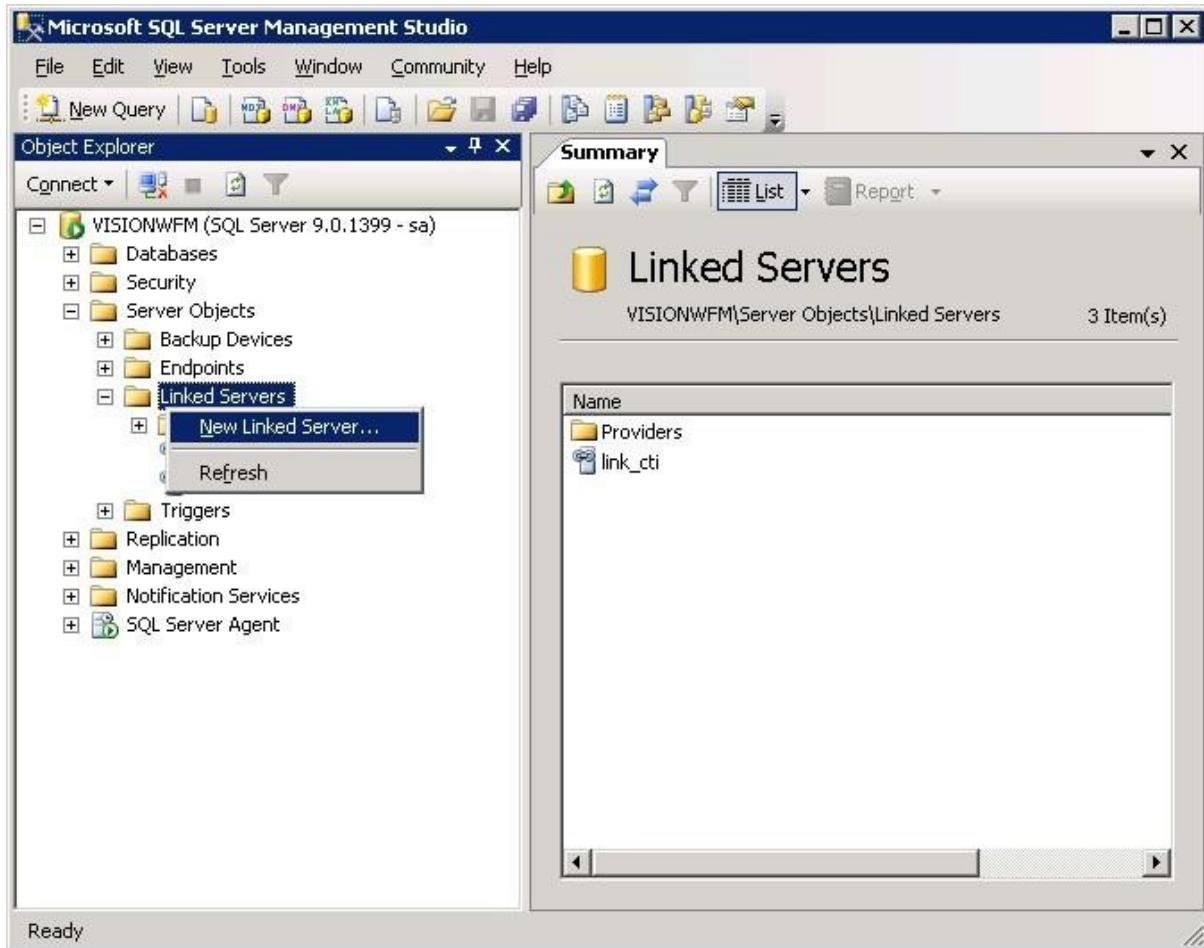 Microsoft SQL Server Management Studio
File Edit View Tools Window Community Help
New Query
Object Explorer
Connect
VISIONWFM (SQL Server 9.0.1399 - sa)
Databases
Security
Server Objects
Backup Devices
Endpoints
Linked Servers
New Linked Server...
Refresh
Triggers
Replication
Management
Notification Services
SQL Server Agent
Summary
List Report
Linked Servers
VISIONWFM\Server Objects\Linked Servers 3 Item(s)
Name
Providers
link_cti
Ready